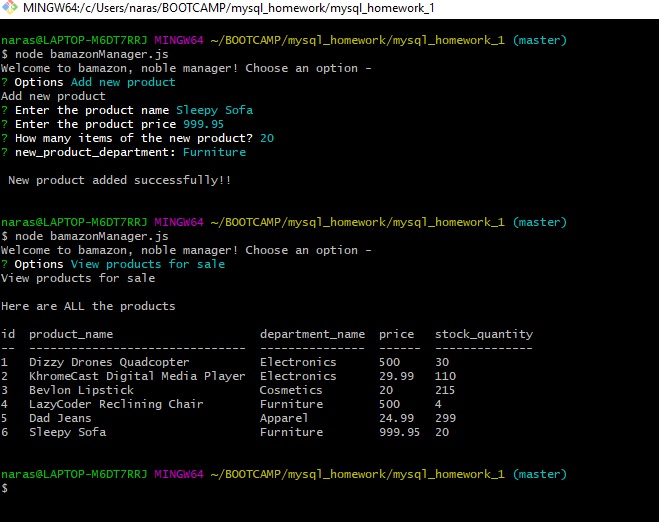 MINGW64:/c/Users/naras/BOOTCAMP/mysql_homework/mysql_homework_1
naras@LAPTOP-M6DT7RRJ MINGW64 ~/BOOTCAMP/mysql_homework/mysql_homework_1 (master)
$ node bamazonManager.js
Welcome to bamazon, noble manager! Choose an option -
? Options Add new product
Add new product
? Enter the product name Sleepy Sofa
? Enter the product price 999.95
? How many items of the new product? 20
? new_product_department: Furniture
New product added successfully!!
naras@LAPTOP-M6DT7RRJ MINGW64 ~/BOOTCAMP/mysql_homework/mysql_homework_1 (master)
$ node bamazonManager.js
Welcome to bamazon, noble manager! Choose an option -
? Options View products for sale
View products for sale
Here are ALL the products
id  product_name                     department_name  price   stock_quantity
--  -------------------------------  ---------------  ------  --------------
1   Dizzy Drones Quadcopter          Electronics      500     30
2   KhromeCast Digital Media Player  Electronics      29.99   110
3   Bevlon Lipstick                  Cosmetics        20      215
4   LazyCoder Reclining Chair        Furniture        500     4
5   Dad Jeans                        Apparel          24.99   299
6   Sleepy Sofa                      Furniture        999.95  20
naras@LAPTOP-M6DT7RRJ MINGW64 ~/BOOTCAMP/mysql_homework/mysql_homework_1 (master)
$